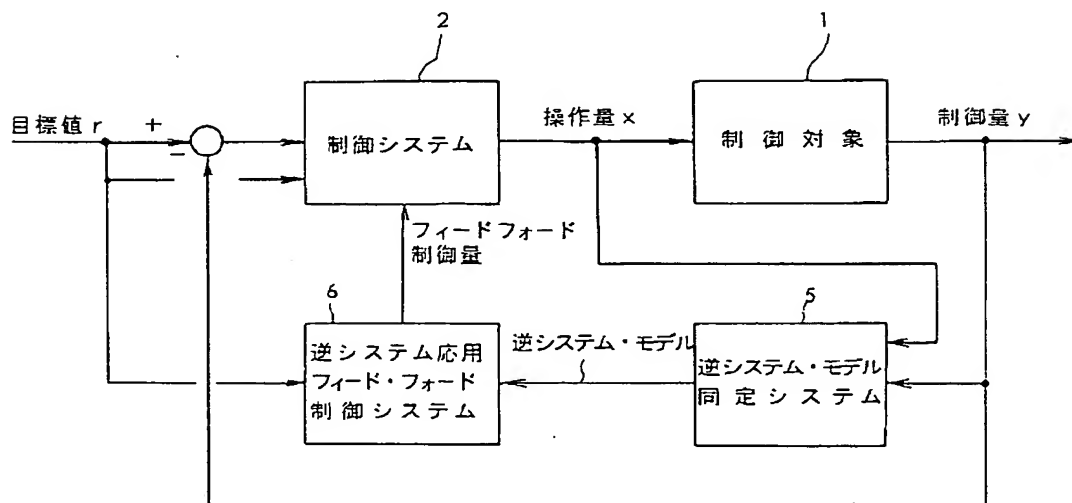 2
1
目標値 r
+
-
制御システム
操作量 x
制御対象
制御量 y
フィードフォード
制御量
6
5
逆システム応用
フィード・フォード
制御システム
逆システム・モデル
逆システム・モデル
同定システム